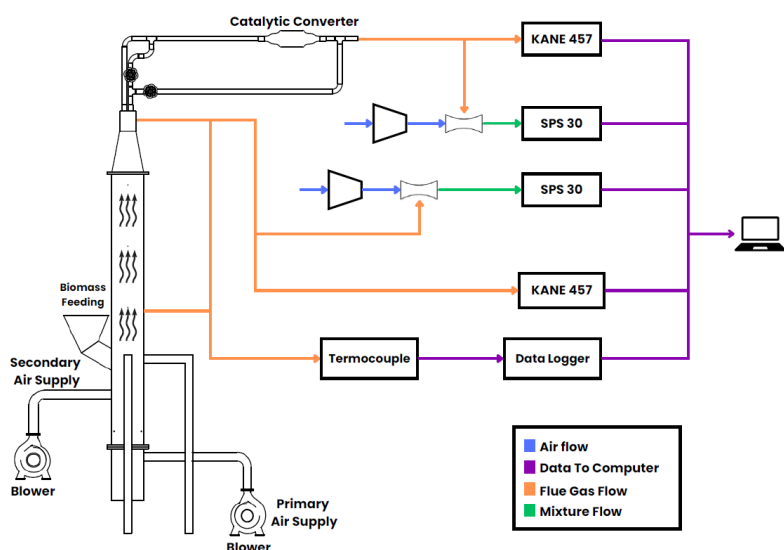 Catalytic Converter
KANE 457
SPS 30
SPS 30
Biomass
Feeding
KANE 457
Secondary
Air Supply
Termocouple
Data Logger
Air flow
Data To Computer
Flue Gas Flow
Mixture Flow
Blower
Primary
Air Supply
Blower